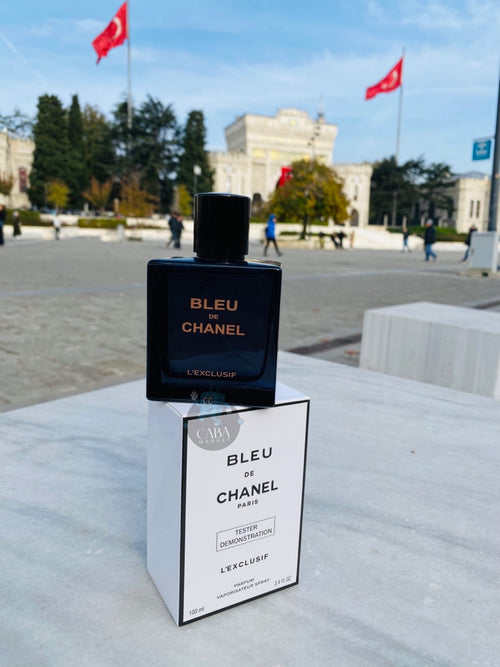 BLEU
DE
CHANEL
L'EXCLUSIF
CABA
MARKET
BLEU
DE
CHANEL
PARIS
TESTER
DEMONSTRATION
L'EXCLUSIF
PARFUM
VAPORISATEUR SPRAY
100 ml
3.4 FL OZ